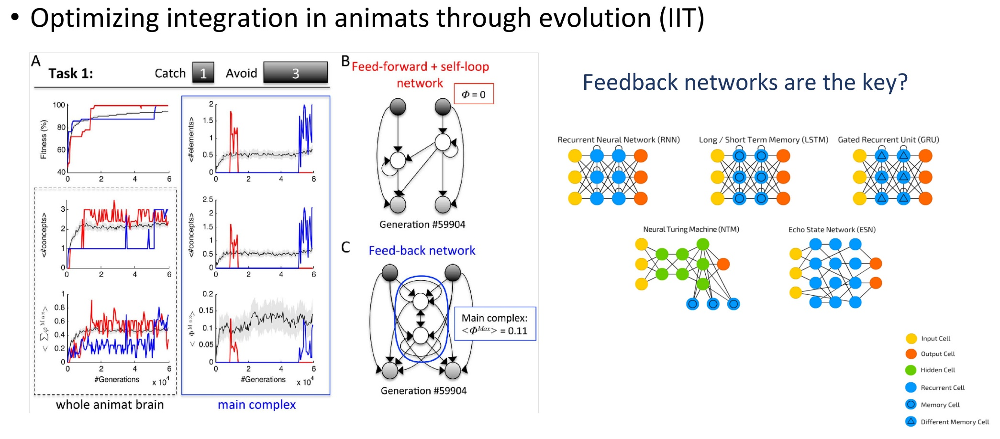 • Optimizing integration in animats through evolution (IIT)
A
Task 1:
Catch
1
Avoid
3
Fitness (%)
100
80
60
40
0
2
4
6
<#elements>
2
1.5
1
0.5
0
0
2
4
6
<#concepts>
3
2
1
0
0
2
4
6
<#concepts>
2.5
2
1.5
1
0.5
0
0
2
4
6
< ∑φ Max >
1
0.8
0.6
0.4
0.2
0
0
2
4
6
#Generations
x 10⁴
< Φ Max >
0.2
0.15
0.1
0.05
0
0
2
4
6
#Generations
x 10⁴
whole animat brain
main complex
B
Feed-forward + self-loop
network
Φ = 0
Generation #59904
C
Feed-back network
Main complex:
<Φ^Max> = 0.11
Generation #59904
Feedback networks are the key?
Recurrent Neural Network (RNN)
Long / Short Term Memory (LSTM)
Gated Recurrent Unit (GRU)
Neural Turing Machine (NTM)
Echo State Network (ESN)
Input Cell
Output Cell
Hidden Cell
Recurrent Cell
Memory Cell
Different Memory Cell